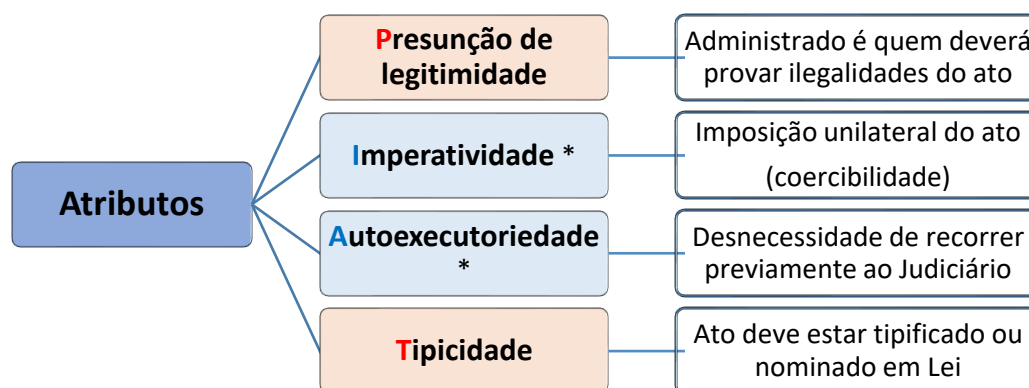 Atributos
Presunção de
legitimidade
Administrado é quem deverá
provar ilegalidades do ato
Imperatividade *
Imposição unilateral do ato
(coercibilidade)
Autoexecutoriedade
*
Desnecessidade de recorrer
previamente ao Judiciário
Tipicidade
Ato deve estar tipificado ou
nominado em Lei